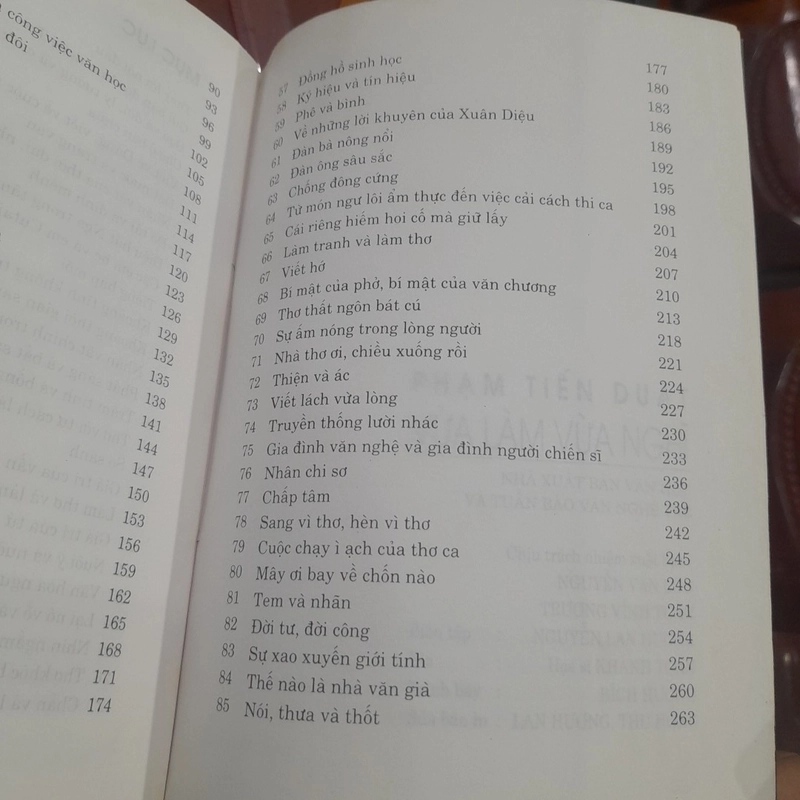 công việc văn học
đôi
90
93
96
99
102
105
108
111
114
117
120
123
126
129
132
135
138
141
144
147
150
153
156
159
162
165
168
171
174
57 Đồng hồ sinh học 177
58 Ký hiệu và tín hiệu 180
59 Phê và bình 183
60 Về những lời khuyên của Xuân Diệu 186
61 Đàn bà nông nổi 189
62 Đàn ông sâu sắc 192
63 Chống đông cứng 195
64 Từ món ngư lôi ẩm thực đến việc cải cách thi ca 198
65 Cái riêng hiếm hoi cố mà giữ lấy 201
66 Làm tranh và làm thơ 204
67 Viết hớ 207
68 Bí mật của phở, bí mật của văn chương 210
69 Thơ thất ngôn bát cú 213
70 Sự ấm nóng trong lòng người 218
71 Nhà thơ ơi, chiều xuống rồi 221
72 Thiện và ác 224
73 Viết lách vừa lòng 227
74 Truyền thống lười nhác 230
75 Gia đình văn nghệ và gia đình người chiến sĩ 233
76 Nhân chi sơ 236
77 Chấp tâm 239
78 Sang vì thơ, hèn vì thơ 242
79 Cuộc chạy ì ạch của thơ ca 245
80 Mây ơi bay về chốn nào 248
81 Tem và nhãn 251
82 Đời tư, đời công 254
83 Sự xao xuyến giới tính 257
84 Thế nào là nhà văn già 260
85 Nói, thưa và thốt 263